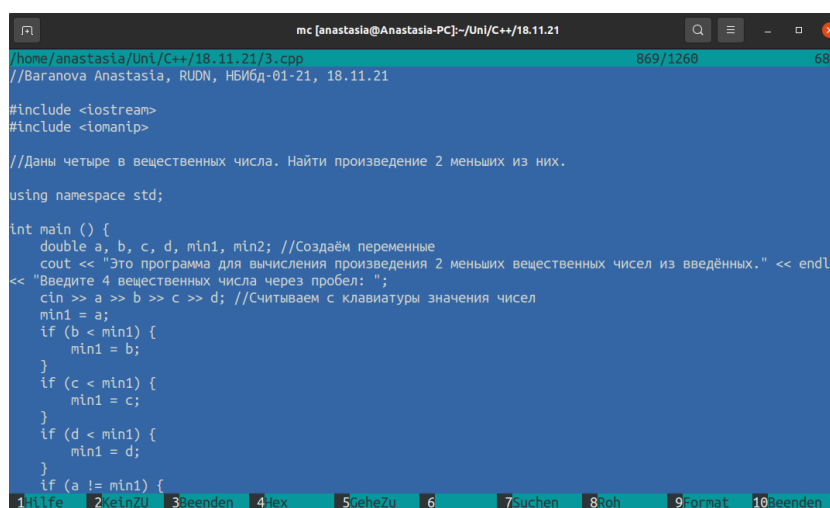 mc [anastasia@Anastasia-PC]:~/Uni/C++/18.11.21
/home/anastasia/Uni/C++/18.11.21/3.cpp 869/1260 68
//Baranova Anastasia, RUDN, НБИбд-01-21, 18.11.21
#include <iostream>
#include <iomanip>
//Даны четыре в вещественных числа. Найти произведение 2 меньших из них.
using namespace std;
int main () {
    double a, b, c, d, min1, min2; //Создаём переменные
    cout << "Это программа для вычисления произведения 2 меньших вещественных чисел из введённых." << endl
<< "Введите 4 вещественных числа через пробел: ";
    cin >> a >> b >> c >> d; //Считываем с клавиатуры значения чисел
    min1 = a;
    if (b < min1) {
        min1 = b;
    }
    if (c < min1) {
        min1 = c;
    }
    if (d < min1) {
        min1 = d;
    }
    if (a != min1) {
1Hilfe 2KeinZU 3Beenden 4Hex 5GeheZu 6 7Suchen 8Roh 9Format 10Beenden